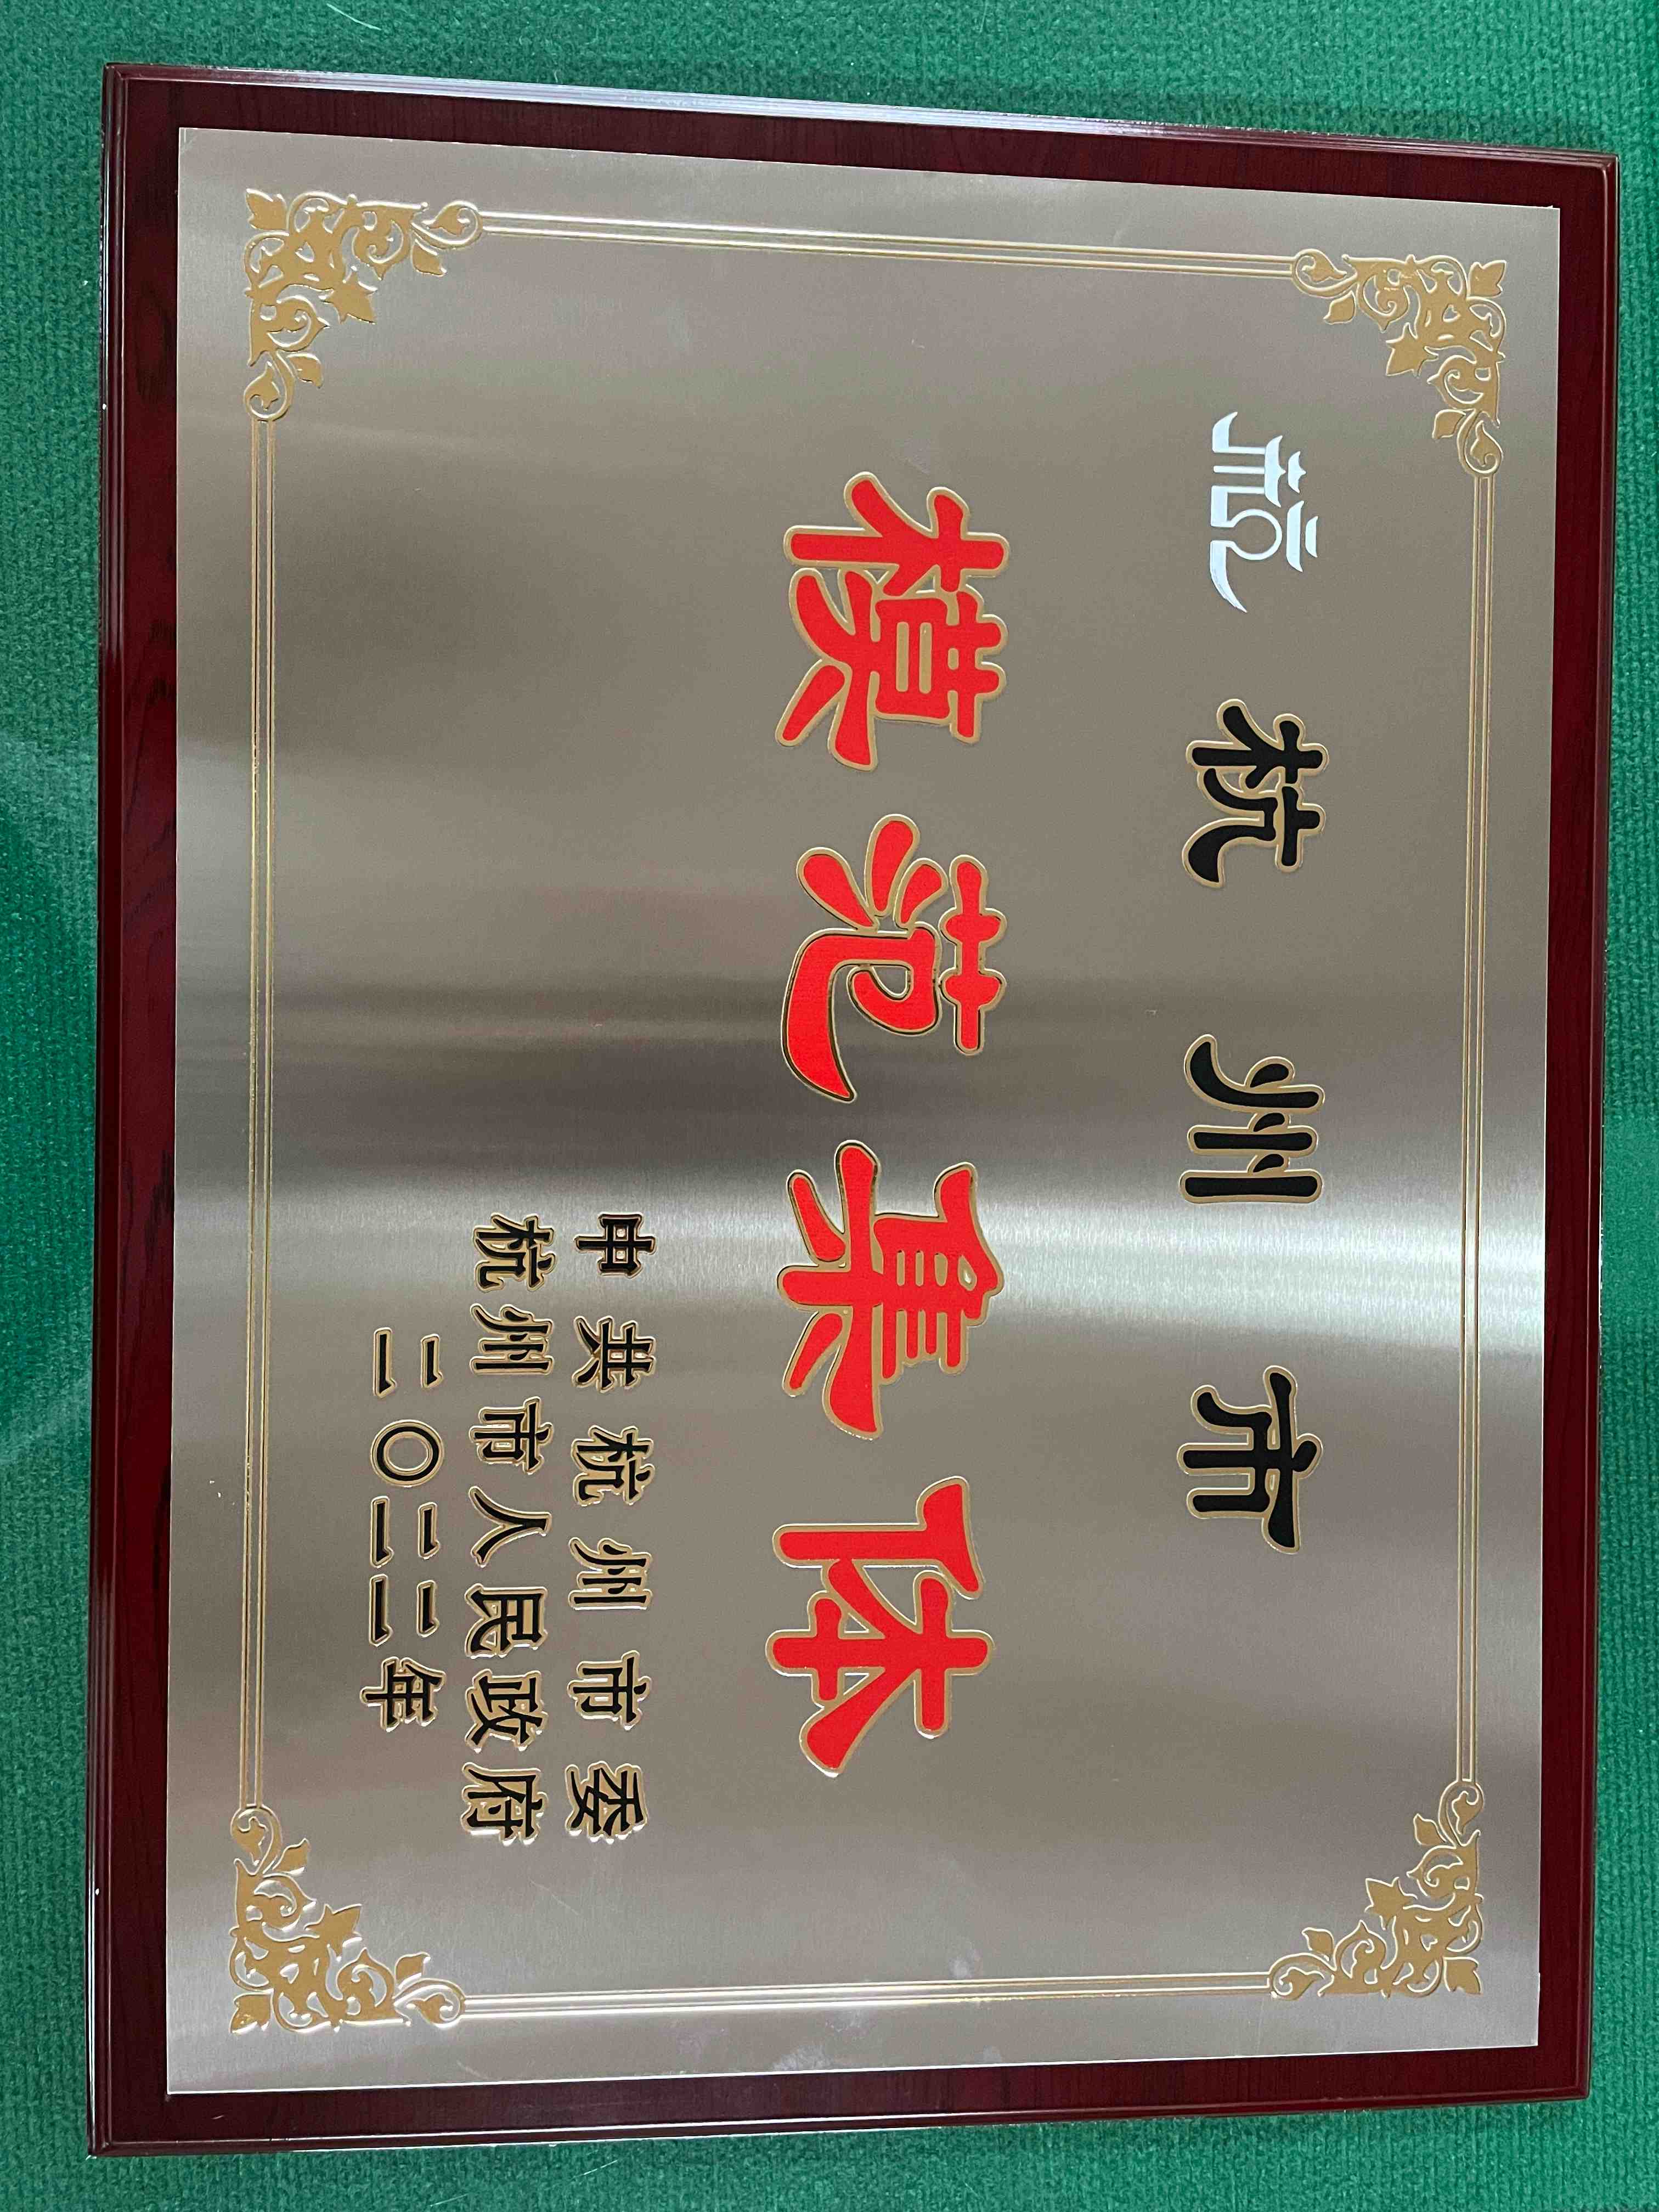 杭州市
模范集体
中共杭州市委
杭州市人民政府
二〇二二年